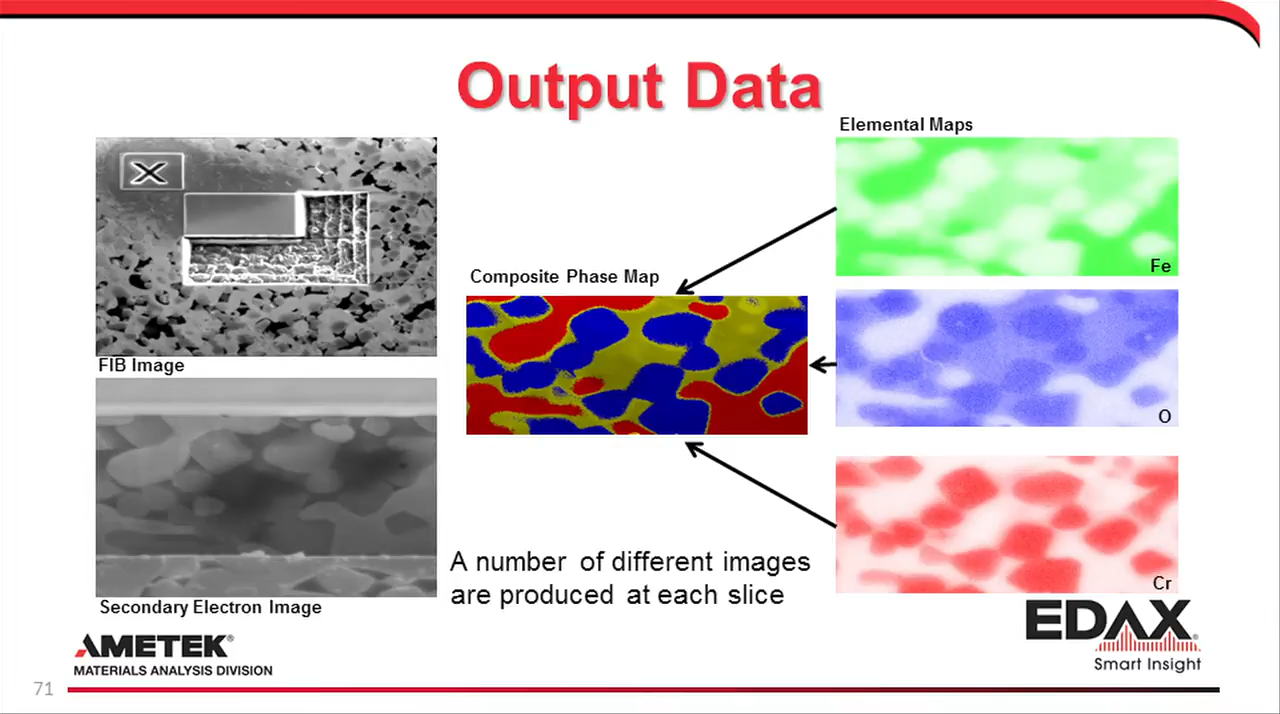 Output Data
Elemental Maps
Fe
Composite Phase Map
FIB Image
O
A number of different images
are produced at each slice
Cr
Secondary Electron Image
AMETEK®
MATERIALS ANALYSIS DIVISION
EDAX®
Smart Insight
71